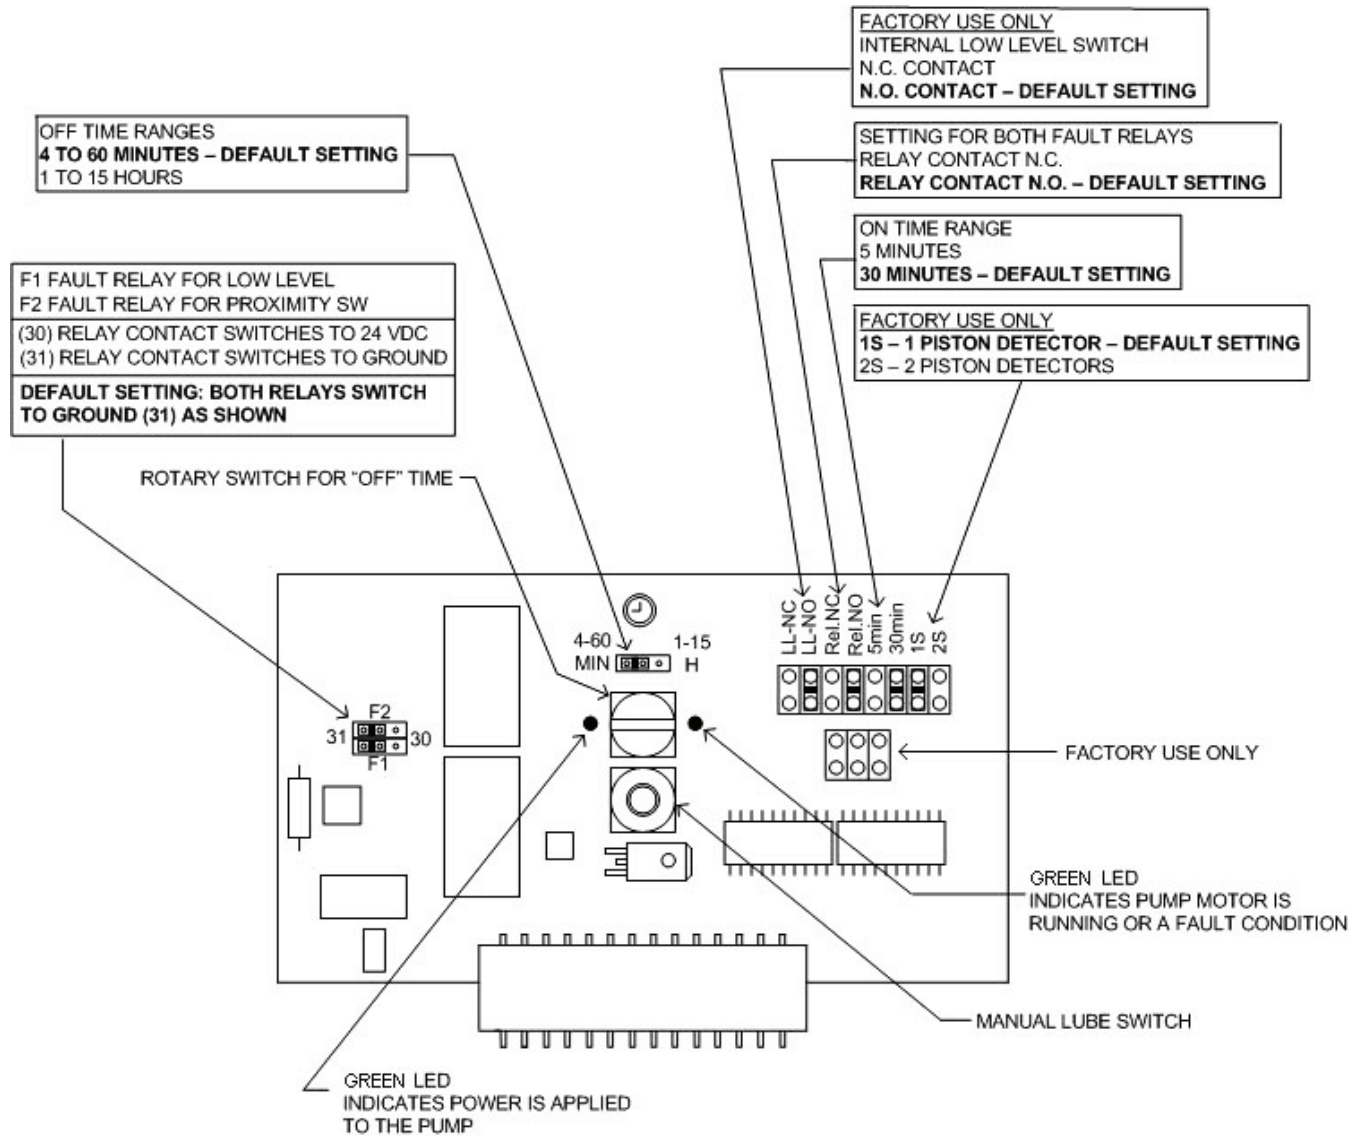 FACTORY USE ONLY
INTERNAL LOW LEVEL SWITCH
N.C. CONTACT
N.O. CONTACT – DEFAULT SETTING
OFF TIME RANGES
4 TO 60 MINUTES – DEFAULT SETTING
1 TO 15 HOURS
SETTING FOR BOTH FAULT RELAYS
RELAY CONTACT N.C.
RELAY CONTACT N.O. – DEFAULT SETTING
ON TIME RANGE
5 MINUTES
30 MINUTES – DEFAULT SETTING
F1 FAULT RELAY FOR LOW LEVEL
F2 FAULT RELAY FOR PROXIMITY SW
(30) RELAY CONTACT SWITCHES TO 24 VDC
(31) RELAY CONTACT SWITCHES TO GROUND
DEFAULT SETTING: BOTH RELAYS SWITCH
TO GROUND (31) AS SHOWN
FACTORY USE ONLY
1S – 1 PISTON DETECTOR – DEFAULT SETTING
2S – 2 PISTON DETECTORS
ROTARY SWITCH FOR “OFF” TIME
LL-NC
LL-NO
Rel.NC
Rel.NO
5min
30min
1S
2S
4-60
MIN
1-15
H
F2
31
30
F1
FACTORY USE ONLY
GREEN LED
INDICATES PUMP MOTOR IS
RUNNING OR A FAULT CONDITION
MANUAL LUBE SWITCH
GREEN LED
INDICATES POWER IS APPLIED
TO THE PUMP